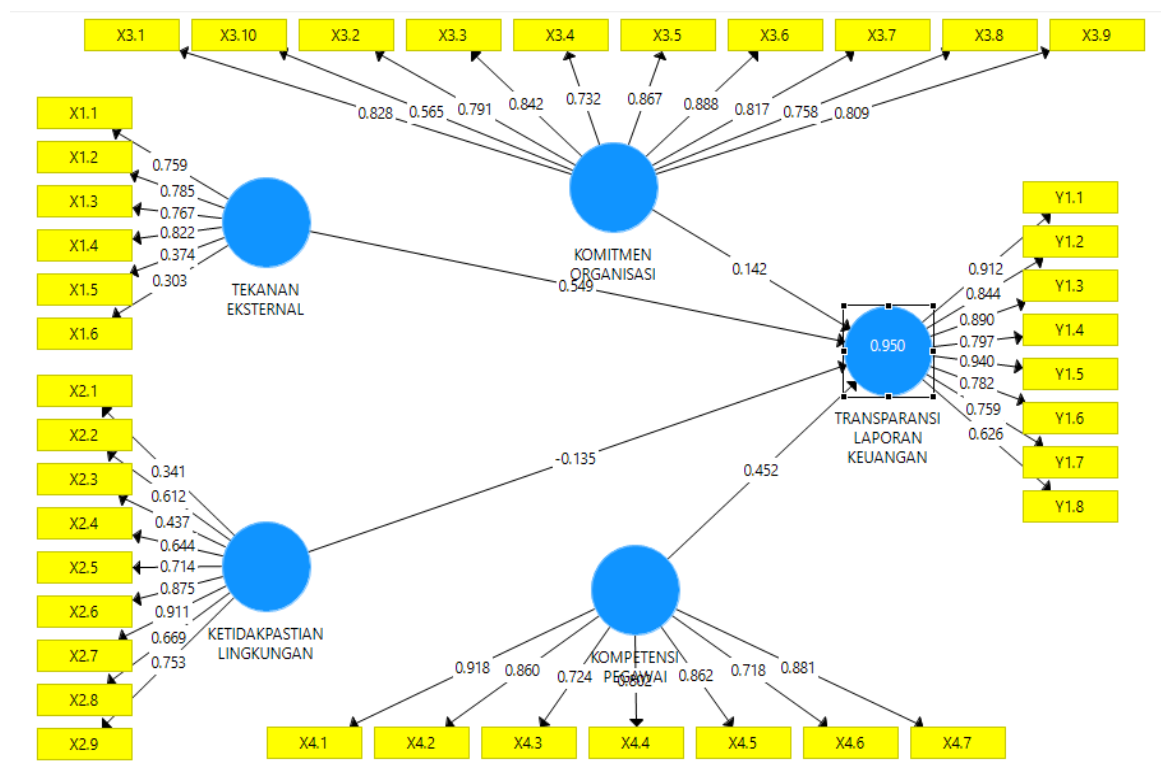 X3.1 X3.10 X3.2 X3.3 X3.4 X3.5 X3.6 X3.7 X3.8 X3.9
0.828 0.565 0.791 0.842 0.732 0.867 0.888 0.817 0.758 0.809
KOMITMEN
ORGANISASI
X1.1
X1.2
X1.3
X1.4
X1.5
X1.6
0.759
0.785
0.767
0.822
0.374
0.303
TEKANAN
EKSTERNAL
0.549
0.142
-0.135
0.452
X2.1
X2.2
X2.3
X2.4
X2.5
X2.6
X2.7
X2.8
X2.9
0.341
0.612
0.437
0.644
0.714
0.875
0.911
0.669
0.753
KETIDAKPASTIAN
LINGKUNGAN
0.950
TRANSPARANSI
LAPORAN
KEUANGAN
0.912
0.844
0.890
0.797
0.940
0.782
0.759
0.626
Y1.1
Y1.2
Y1.3
Y1.4
Y1.5
Y1.6
Y1.7
Y1.8
KOMPETENSI
PEGAWAI
0.918 0.860 0.724 0.802 0.862 0.718 0.881
X4.1 X4.2 X4.3 X4.4 X4.5 X4.6 X4.7